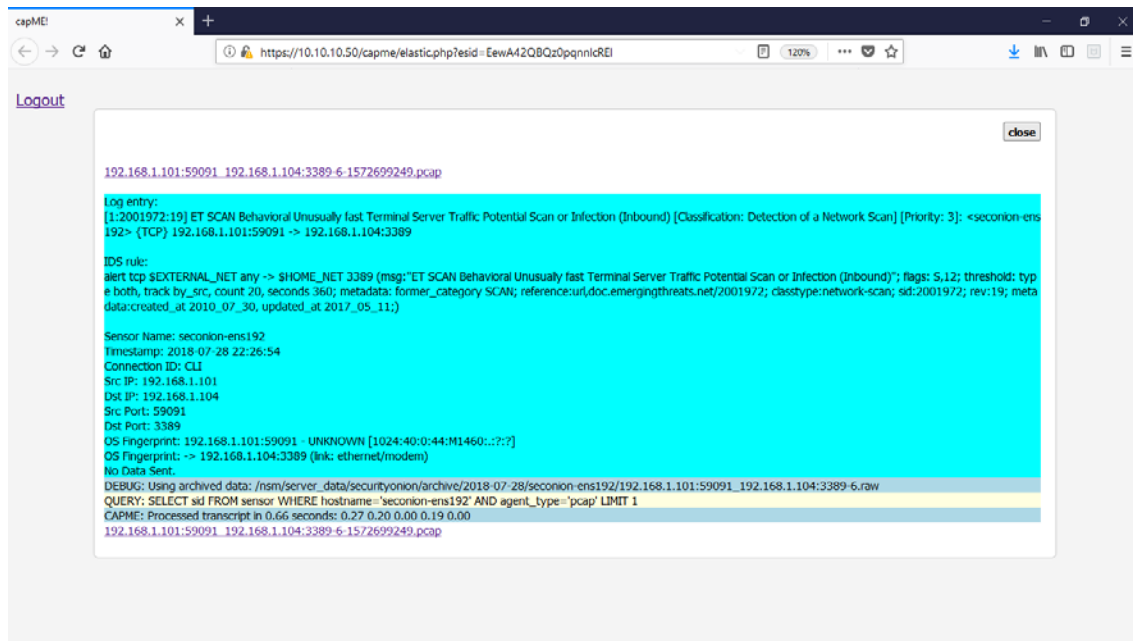 capME!
https://10.10.10.50/capme/elastic.php?esid=EewA42QBQz0pqnnIcREI
120%
Logout
close
192.168.1.101:59091_192.168.1.104:3389-6-1572699249.pcap
Log entry:
[1:2001972:19] ET SCAN Behavioral Unusually fast Terminal Server Traffic Potential Scan or Infection (Inbound) [Classification: Detection of a Network Scan] [Priority: 3]: <seconion-ens
192> {TCP} 192.168.1.101:59091 -> 192.168.1.104:3389
IDS rule:
alert tcp $EXTERNAL_NET any -> $HOME_NET 3389 (msg:"ET SCAN Behavioral Unusually fast Terminal Server Traffic Potential Scan or Infection (Inbound)"; flags: S,12; threshold: typ
e both, track by_src, count 20, seconds 360; metadata: former_category SCAN; reference:url,doc.emergingthreats.net/2001972; classtype:network-scan; sid:2001972; rev:19; meta
data:created_at 2010_07_30, updated_at 2017_05_11;)
Sensor Name: seconion-ens192
Timestamp: 2018-07-28 22:26:54
Connection ID: CLI
Src IP: 192.168.1.101
Dst IP: 192.168.1.104
Src Port: 59091
Dst Port: 3389
OS Fingerprint: 192.168.1.101:59091 - UNKNOWN [1024:40:0:44:M1460:.:?:?]
OS Fingerprint: -> 192.168.1.104:3389 (link: ethernet/modem)
No Data Sent.
DEBUG: Using archived data: /nsm/server_data/securityonion/archive/2018-07-28/seconion-ens192/192.168.1.101:59091_192.168.1.104:3389-6.raw
QUERY: SELECT sid FROM sensor WHERE hostname='seconion-ens192' AND agent_type='pcap' LIMIT 1
CAPME: Processed transcript in 0.66 seconds: 0.27 0.20 0.00 0.19 0.00
192.168.1.101:59091_192.168.1.104:3389-6-1572699249.pcap